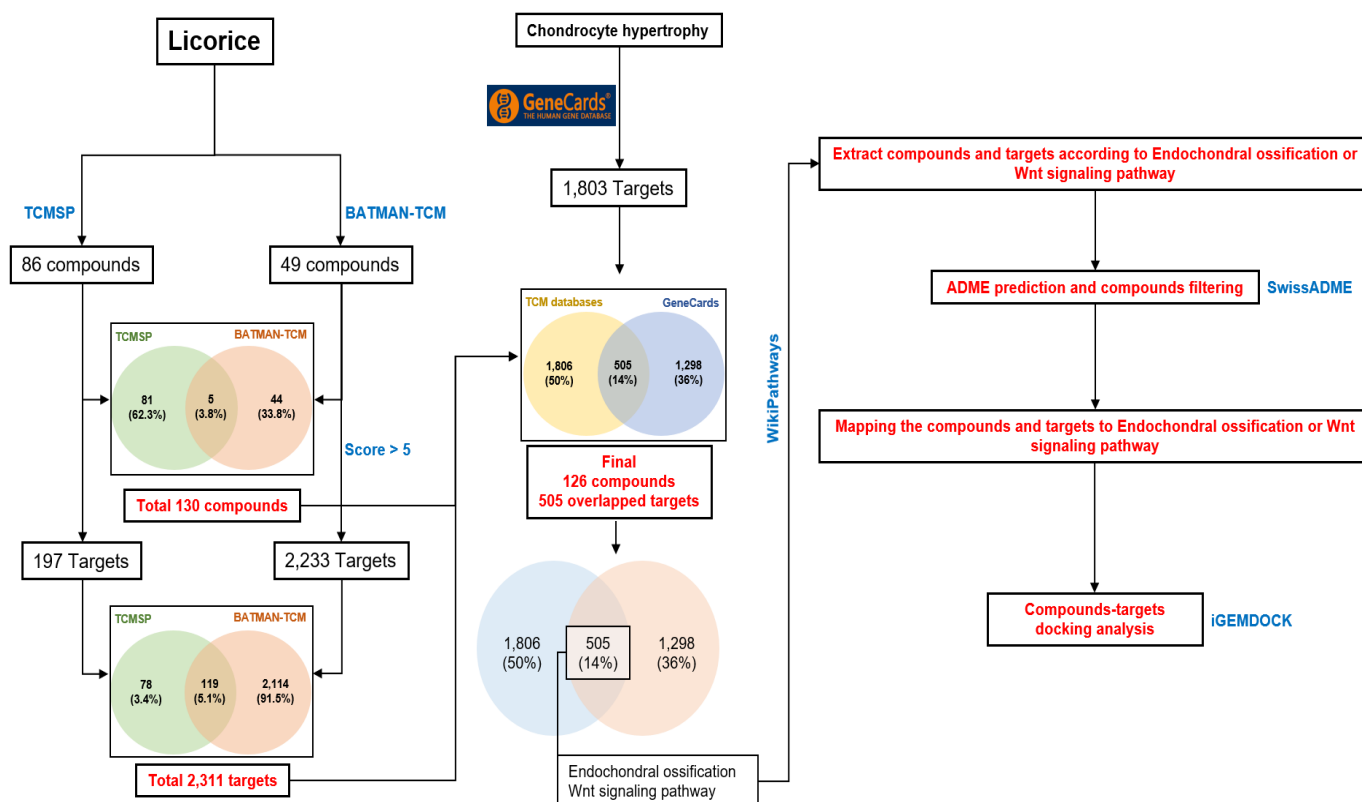 Licorice
TCMSP
BATMAN-TCM
86 compounds
49 compounds
TCMSP
BATMAN-TCM
81
(62.3%)
5
(3.8%)
44
(33.8%)
Score > 5
Total 130 compounds
197 Targets
2,233 Targets
TCMSP
BATMAN-TCM
78
(3.4%)
119
(5.1%)
2,114
(91.5%)
Total 2,311 targets
Chondrocyte hypertrophy
GeneCards®
THE HUMAN GENE DATABASE
1,803 Targets
TCM databases
GeneCards
1,806
(50%)
505
(14%)
1,298
(36%)
Final
126 compounds
505 overlapped targets
1,806
(50%)
505
(14%)
1,298
(36%)
Endochondral ossification
Wnt signaling pathway
WikiPathways
Extract compounds and targets according to Endochondral ossification or
Wnt signaling pathway
ADME prediction and compounds filtering
SwissADME
Mapping the compounds and targets to Endochondral ossification or Wnt
signaling pathway
Compounds-targets
docking analysis
iGEMDOCK